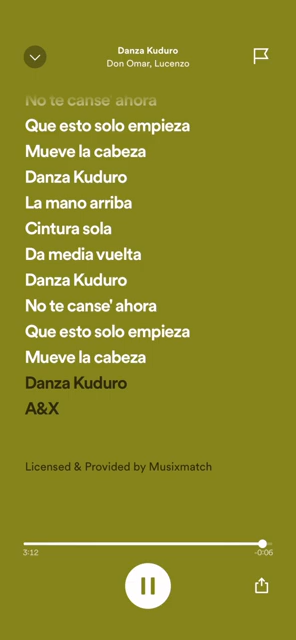 Danza Kuduro
Don Omar, Lucenzo
No te canse' ahora
Que esto solo empieza
Mueve la cabeza
Danza Kuduro
La mano arriba
Cintura sola
Da media vuelta
Danza Kuduro
No te canse' ahora
Que esto solo empieza
Mueve la cabeza
Danza Kuduro
A&X
Licensed & Provided by Musixmatch
3:12
-0:06